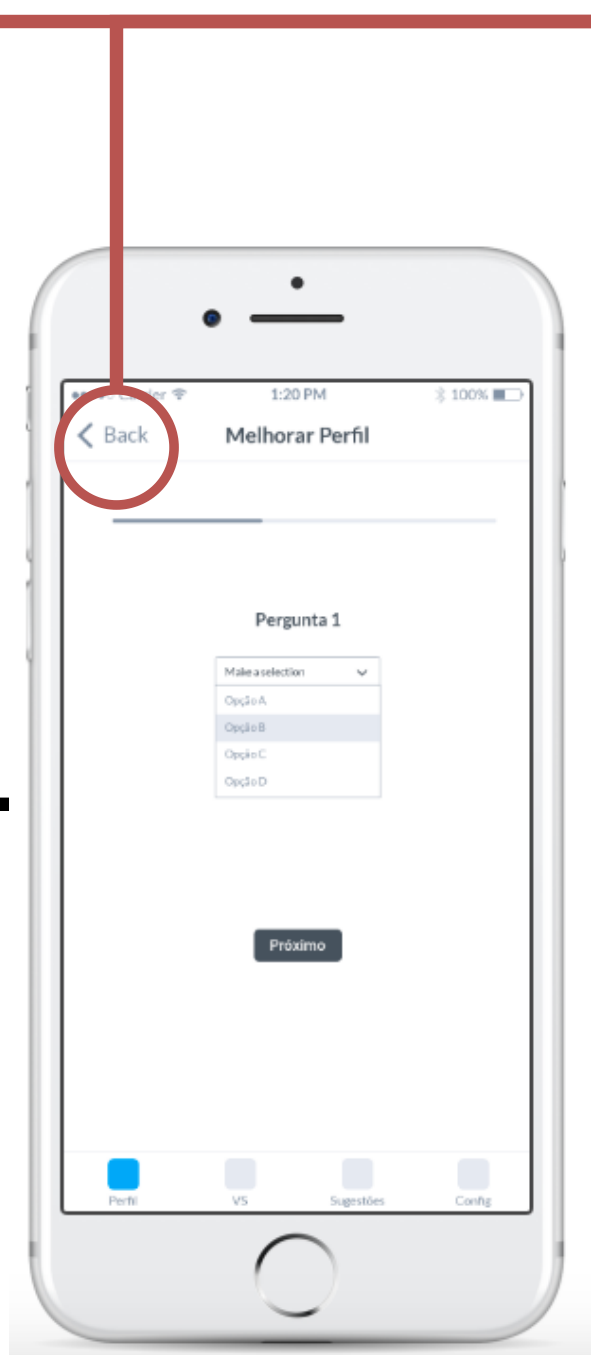 1:20 PM 100%
Back Melhorar Perfil
Pergunta 1
Make a selection
Opção A
Opção B
Opção C
Opção D
Próximo
Perfil VS Sugestões Config